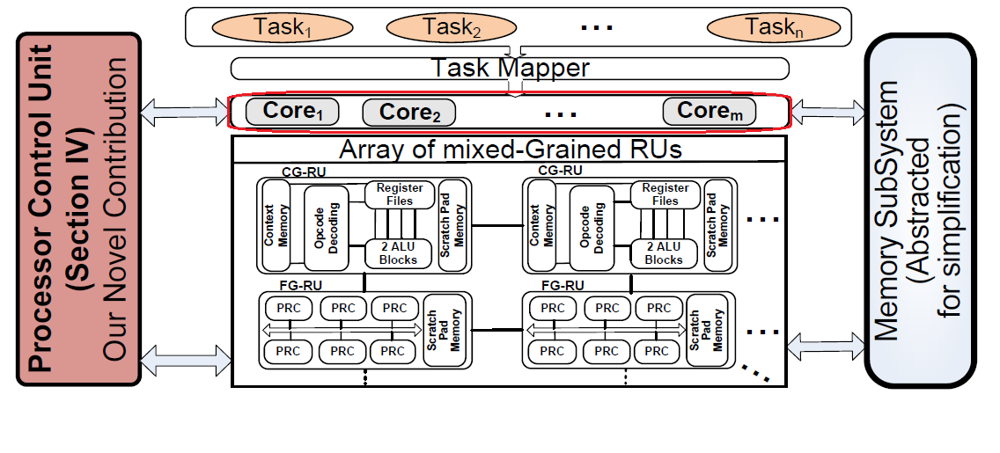 Task1 Task2 ... Taskn
Task Mapper
Core1 Core2 ... Corem
Processor Control Unit
(Section IV)
Our Novel Contribution
Memory SubSystem
(Abstracted
for simplification)
Array of mixed-Grained RUs
CG-RU
Context
Memory
Opcode
Decoding
Register
Files
2 ALU
Blocks
Scratch Pad
Memory
CG-RU
Context
Memory
Opcode
Decoding
Register
Files
2 ALU
Blocks
Scratch Pad
Memory
...
FG-RU
PRC PRC PRC
PRC PRC PRC
Scratch
Pad
Memory
FG-RU
PRC PRC PRC
PRC PRC PRC
Scratch
Pad
Memory
...
...